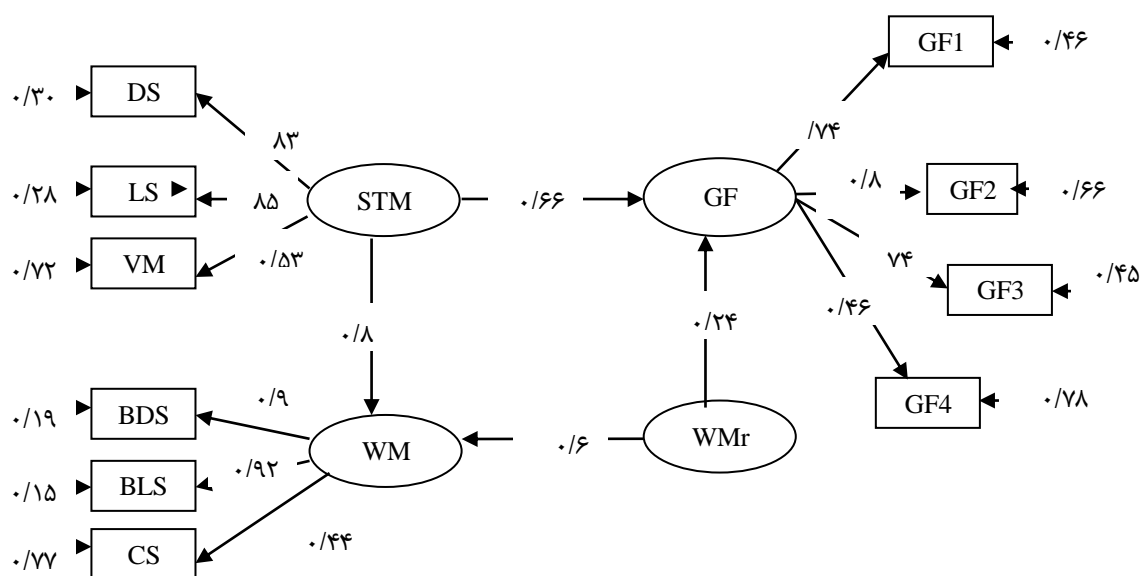 GF1
۰/۴۶
۰/۳۰
DS
۸۳
/۷۴
۰/۲۸
LS
۸۵
STM
۰/۶۶
GF
۰/۸
GF2
۰/۶۶
۰/۷۲
VM
۰/۵۳
۷۴
GF3
۰/۴۵
۰/۸
۰/۲۴
۰/۴۶
۰/۱۹
BDS
۰/۹
GF4
۰/۷۸
WM
۰/۶
WMr
۰/۹۲
۰/۱۵
BLS
۰/۴۴
۰/۷۷
CS